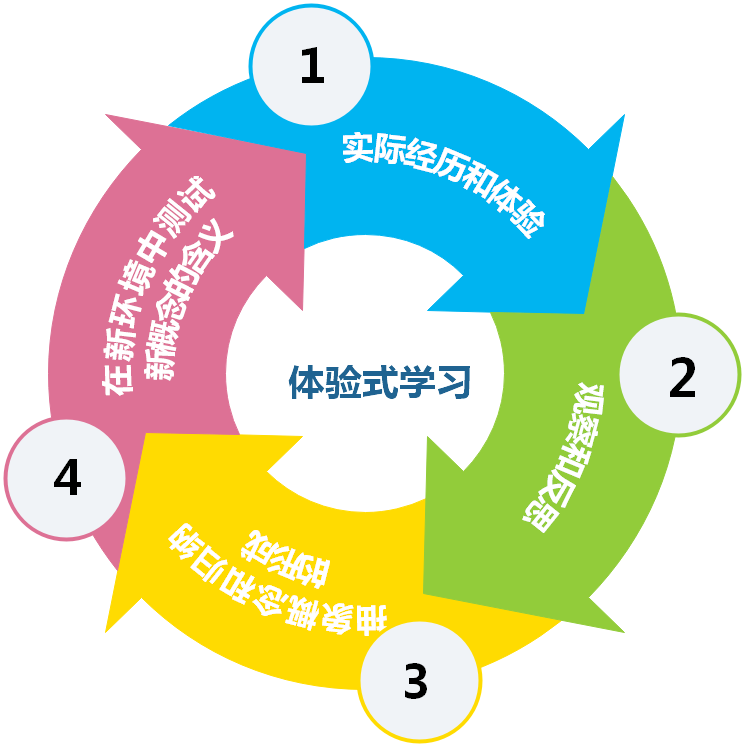 1
实际经历和体验
2
观察和反思
3
抽象概念和归纳
的形成
4
在新环境中测试
新概念的含义
体验式学习